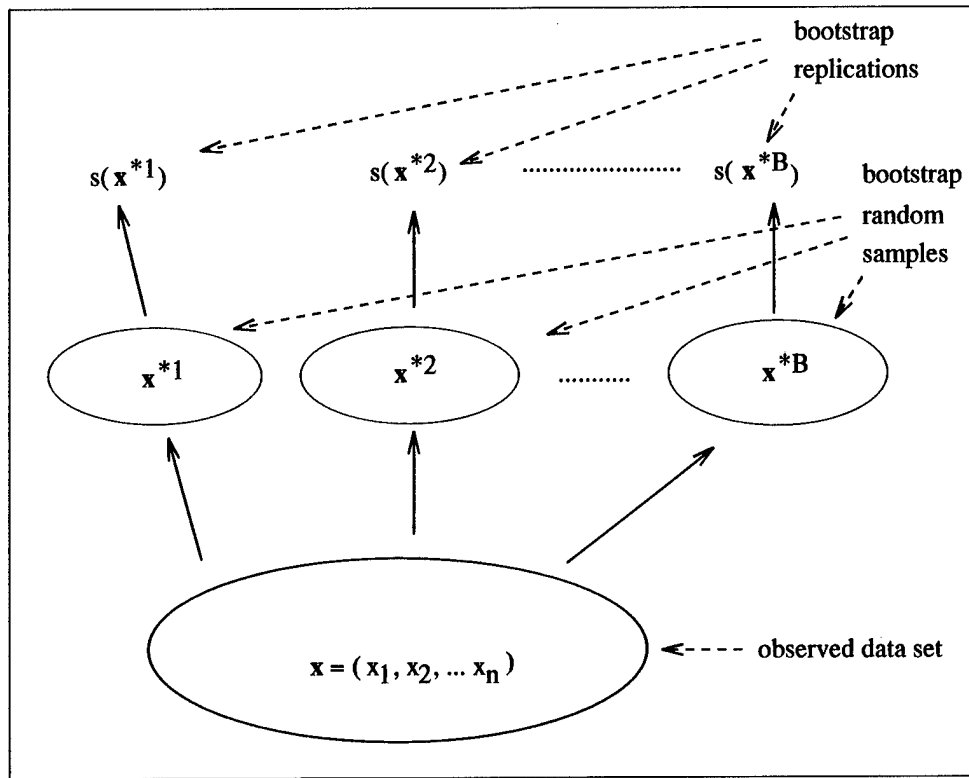 bootstrap
replications
s(x*1) s(x*2) s(x*B)
bootstrap
random
samples
x*1 x*2 x*B
x = ( x1, x2, ... xn )
observed data set